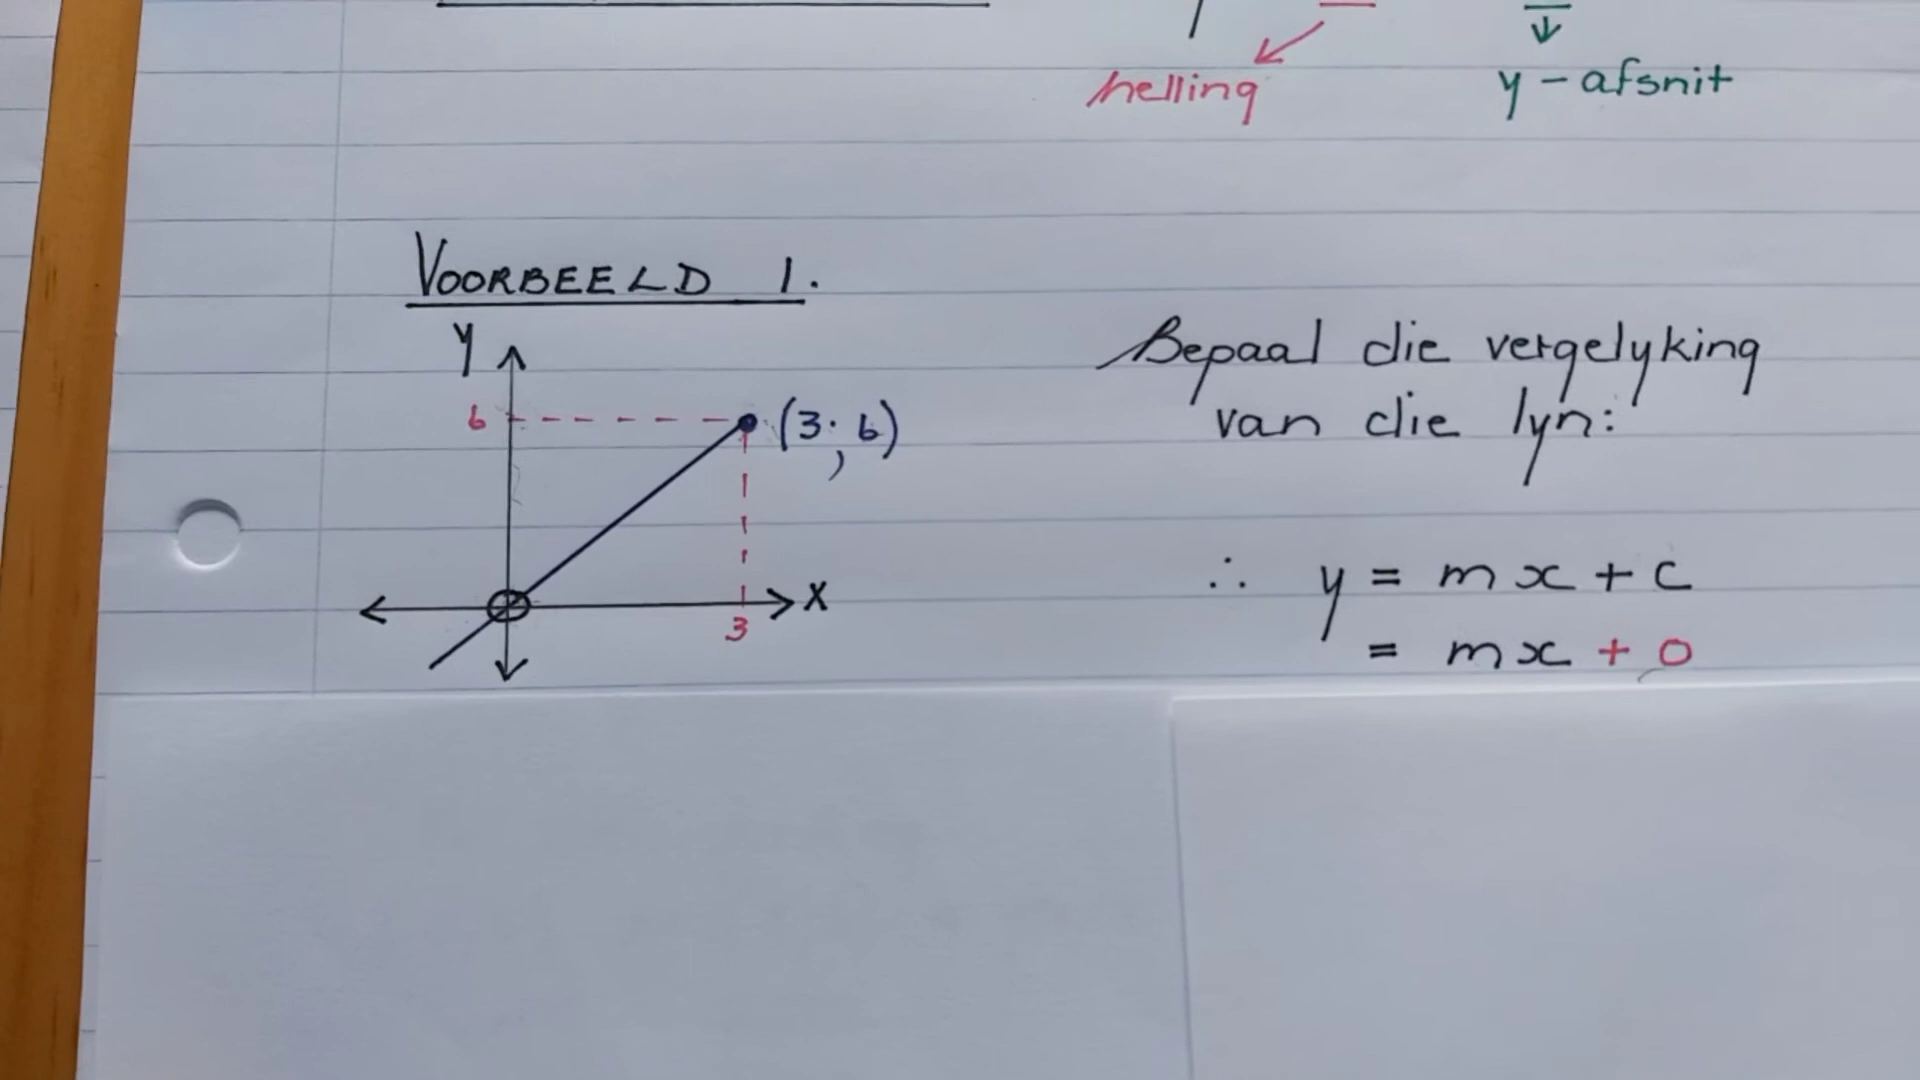 helling
y - afsnit
VOORBEELD 1.
y
6
(3; 6)
x
3
Bepaal die vergelyking
van die lyn:
∴ y = mx + c
= mx + 0